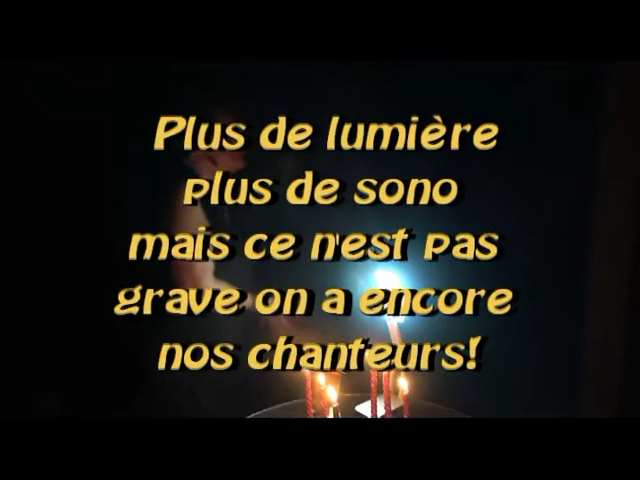 Plus de lumière
plus de sono
mais ce n'est pas
grave on a encore
nos chanteurs!